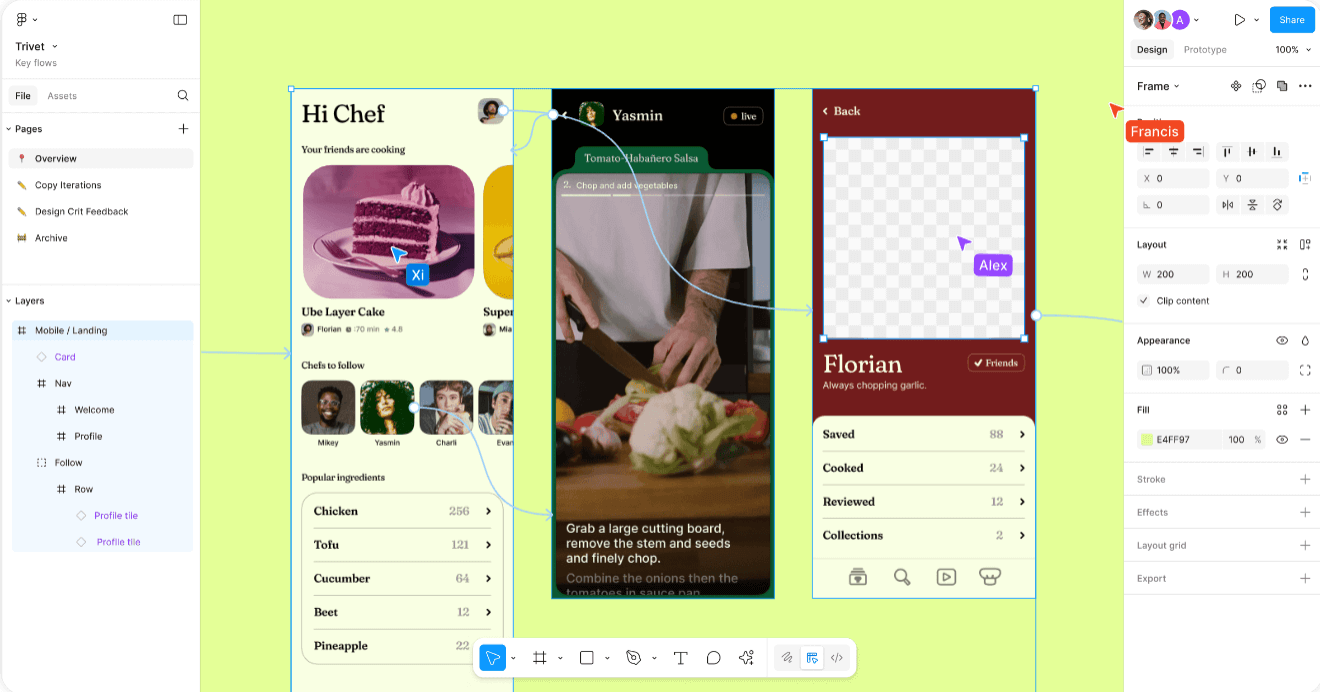 Trivet
Key flows
File
Assets
Pages
Overview
Copy Iterations
Design Crit Feedback
Archive
Layers
Mobile / Landing
Card
Nav
Welcome
Profile
Follow
Row
Profile tile
Profile tile
Hi Chef
Your friends are cooking
Xi
Ube Layer Cake
Florian 70 min ★ 4.8
Super
Mia
Chefs to follow
Mikey
Yasmin
Charli
Evan
Popular ingredients
Chicken 256
Tofu 121
Cucumber 64
Beet 12
Pineapple 22
Yasmin
live
Tomato-Habañero Salsa
2. Chop and add vegetables
Grab a large cutting board,
remove the stem and seeds
and finely chop.
Combine the onions then the
tomatoes in sauce pan
Back
Alex
Florian
Friends
Always chopping garlic.
Saved 88
Cooked 24
Reviewed 12
Collections 2
A
Share
Design
Prototype
100%
Frame
Francis
X 0
Y 0
0
Layout
W 200
H 200
Clip content
Appearance
100%
0
Fill
E4FF97 100 %
Stroke
Effects
Layout grid
Export